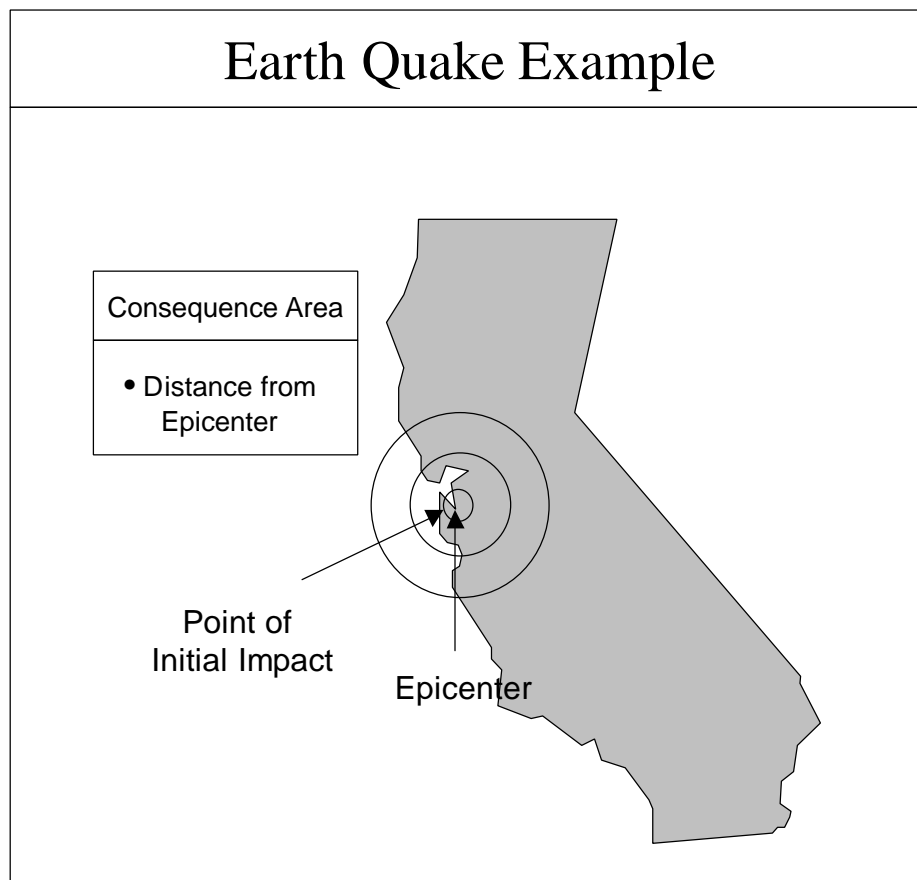 Earth Quake Example
Consequence Area
• Distance from
Epicenter
Point of
Initial Impact
Epicenter